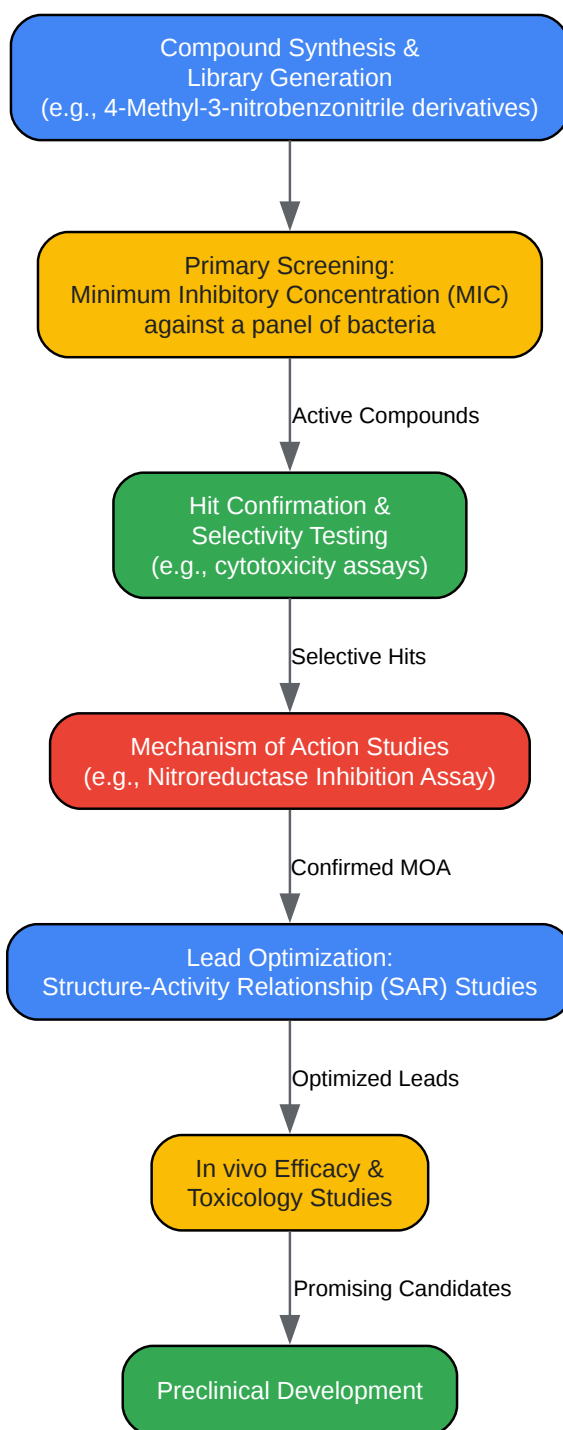 Compound Synthesis &
Library Generation
(e.g., 4-Methyl-3-nitrobenzonitrile derivatives)
Primary Screening:
Minimum Inhibitory Concentration (MIC)
against a panel of bacteria
Active Compounds
Hit Confirmation &
Selectivity Testing
(e.g., cytotoxicity assays)
Selective Hits
Mechanism of Action Studies
(e.g., Nitroreductase Inhibition Assay)
Confirmed MOA
Lead Optimization:
Structure-Activity Relationship (SAR) Studies
Optimized Leads
In vivo Efficacy &
Toxicology Studies
Promising Candidates
Preclinical Development